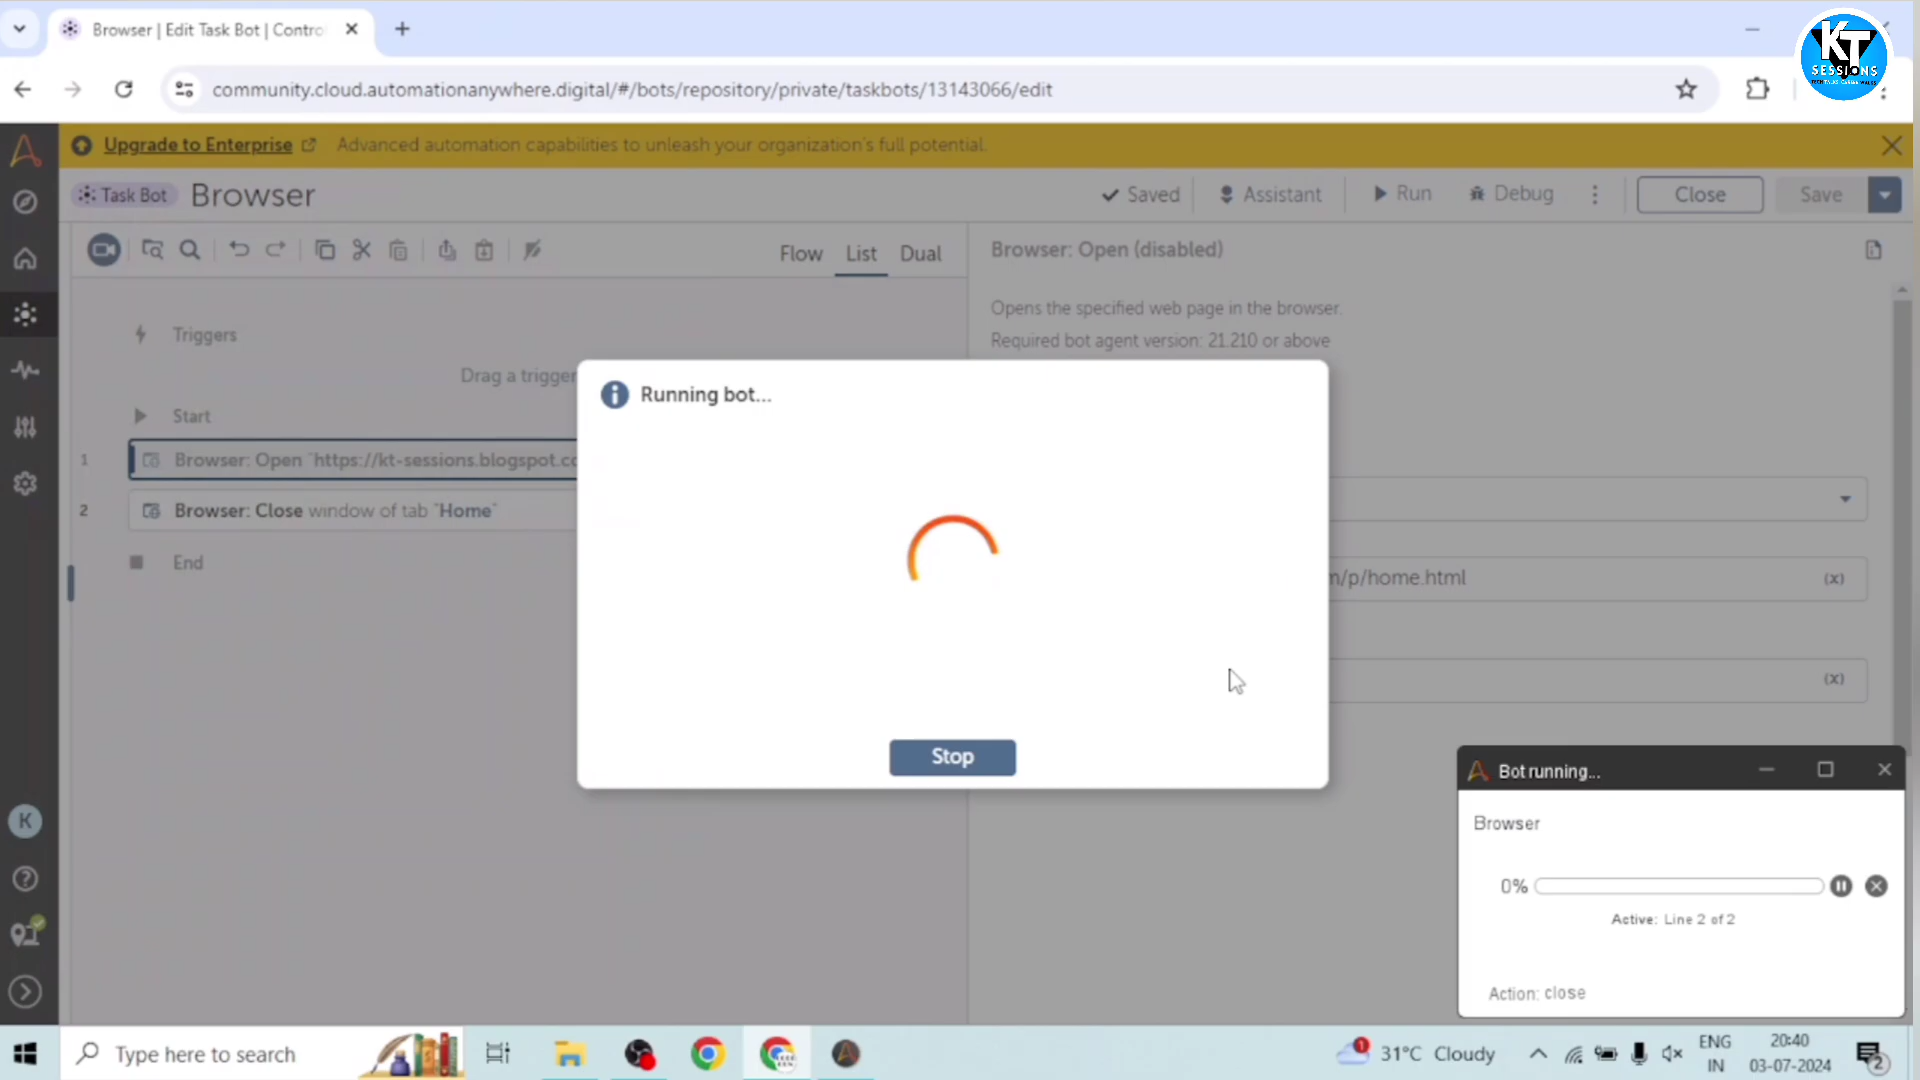 Browser | Edit Task Bot | Contro
KT
SESSIONS
community.cloud.automationanywhere.digital/#/bots/repository/private/taskbots/13143066/edit
Upgrade to Enterprise Advanced automation capabilities to unleash your organization's full potential.
Task Bot Browser Saved Assistant Run Debug Close Save
Flow List Dual
Browser: Open (disabled)
Opens the specified web page in the browser.
Required bot agent version: 21.210 or above
Triggers
Drag a trigger
Start
1 Browser: Open "https://kt-sessions.blogspot.co
2 Browser: Close window of tab "Home"
End
Running bot...
Stop
m/p/home.html (x)
(x)
Bot running...
Browser
0%
Active: Line 2 of 2
Action: close
K
Type here to search
1
31°C Cloudy
ENG
IN
20:40
03-07-2024
2